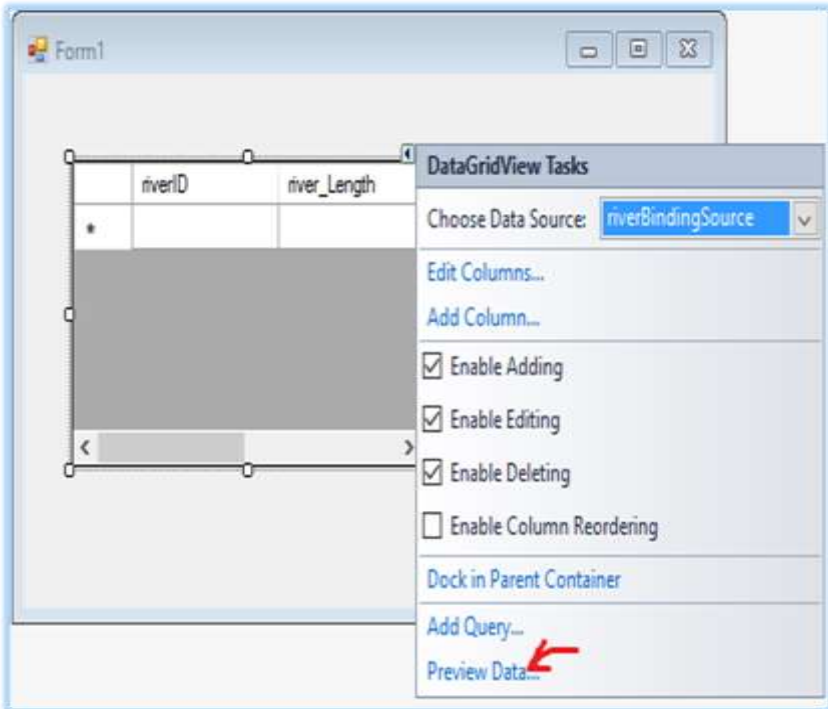 Form1
riverID river_Length
*
DataGridView Tasks
Choose Data Source: riverBindingSource
Edit Columns...
Add Column...
Enable Adding
Enable Editing
Enable Deleting
Enable Column Reordering
Dock in Parent Container
Add Query...
Preview Data...